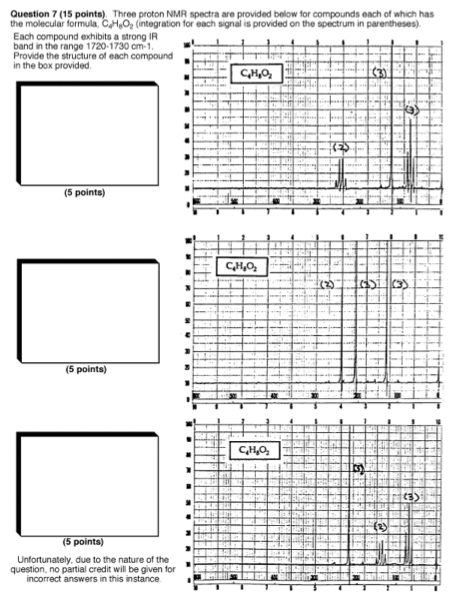 Question 7 (15 points). Three proton NMR spectra are provided below for compounds each of which has
the molecular formula, C₄H₈O₂ (integration for each signal is provided on the spectrum in parentheses).
Each compound exhibits a strong IR
band in the range 1720-1730 cm-1.
Provide the structure of each compound
in the box provided.
C₄H₈O₂
(3)
(3)
(2)
(5 points)
C₄H₈O₂
(2) (3) (3)
(5 points)
C₄H₈O₂
(3)
(3)
(2)
(5 points)
Unfortunately, due to the nature of the
question, no partial credit will be given for
incorrect answers in this instance.